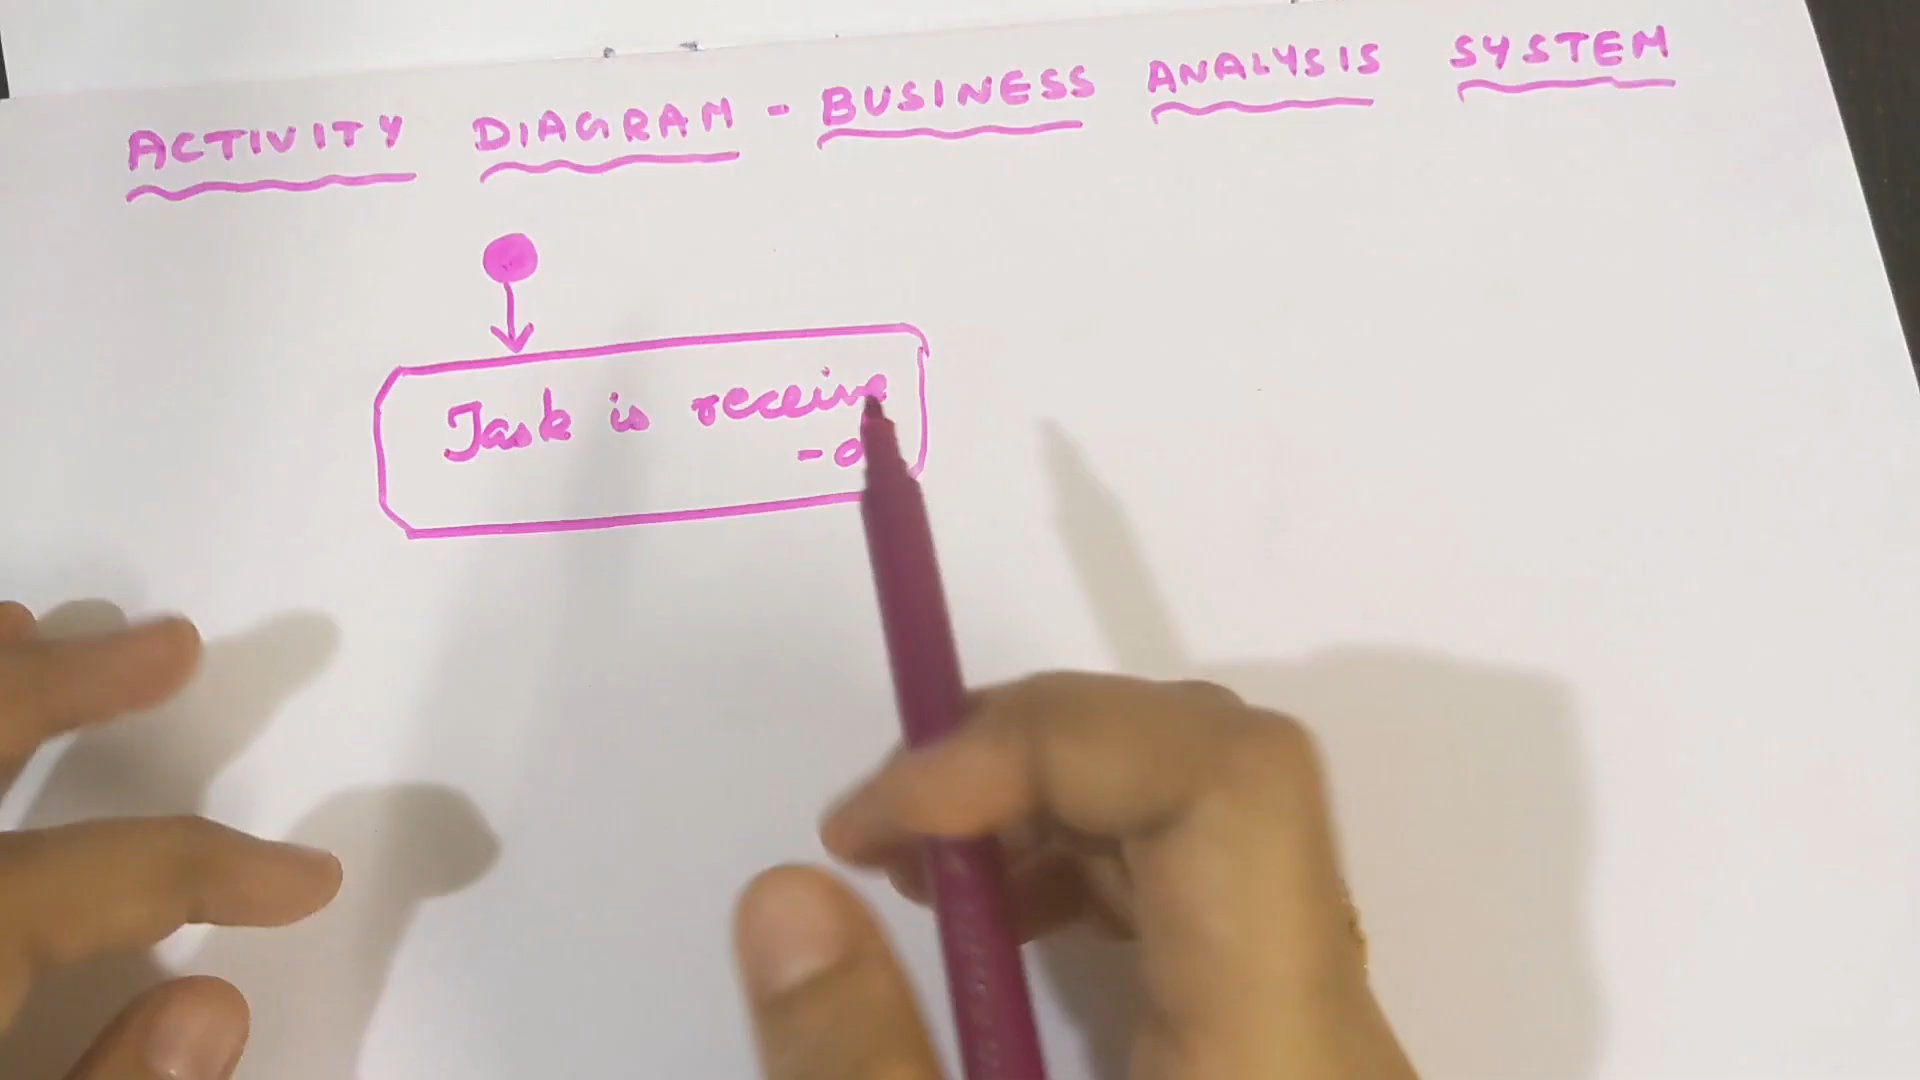 ACTIVITY DIAGRAM - BUSINESS ANALYSIS SYSTEM
Task is receive
-d